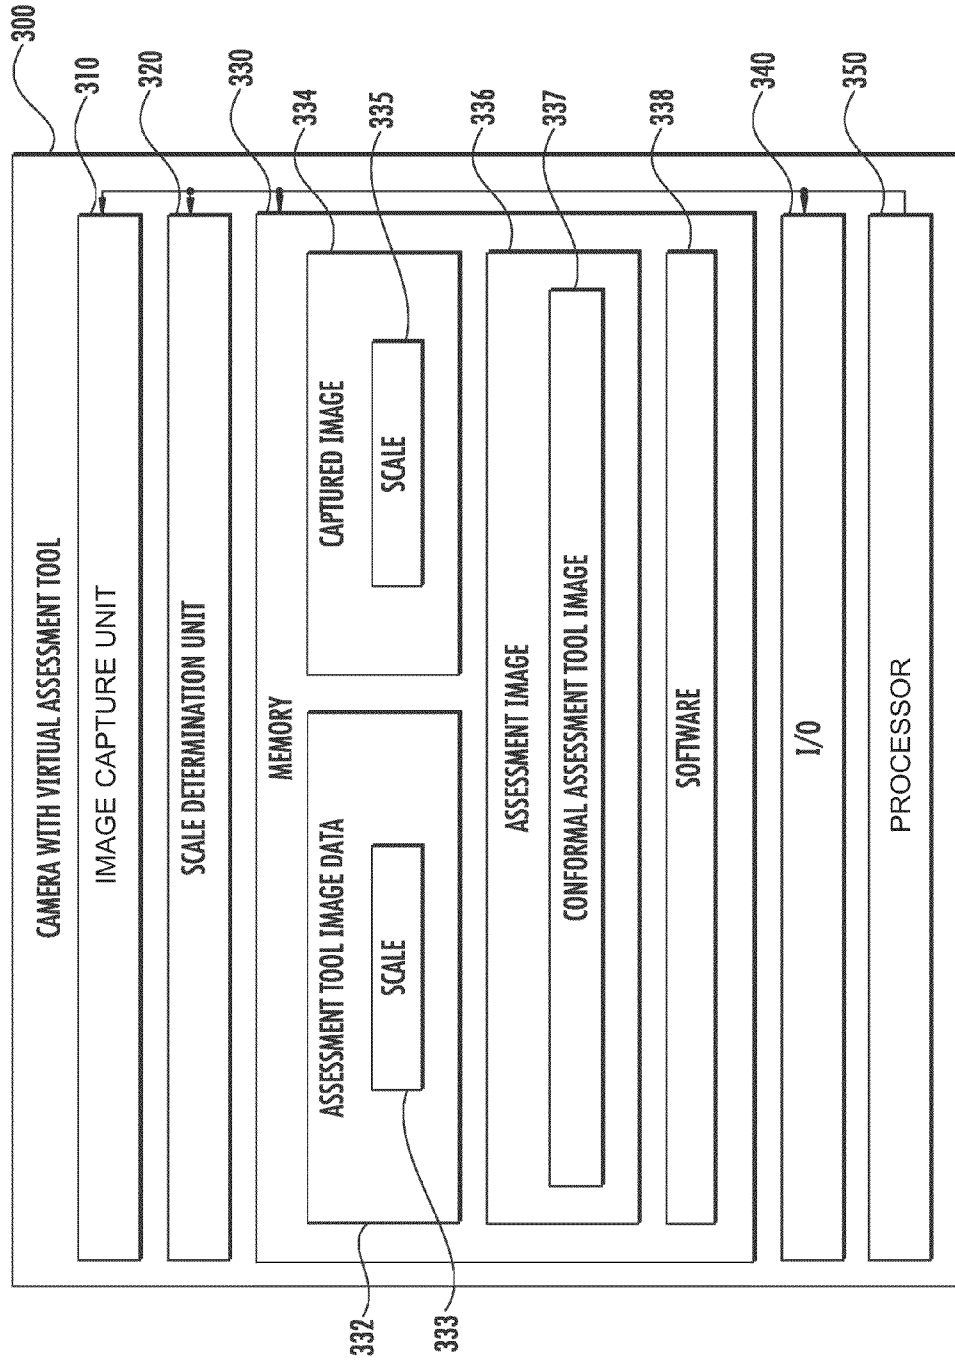 300
CAMERA WITH VIRTUAL ASSESSMENT TOOL
310
IMAGE CAPTURE UNIT
320
SCALE DETERMINATION UNIT
330
MEMORY
332
ASSESSMENT TOOL IMAGE DATA
333
SCALE
334
CAPTURED IMAGE
335
SCALE
336
ASSESSMENT IMAGE
337
CONFORMAL ASSESSMENT TOOL IMAGE
338
SOFTWARE
340
I/O
350
PROCESSOR